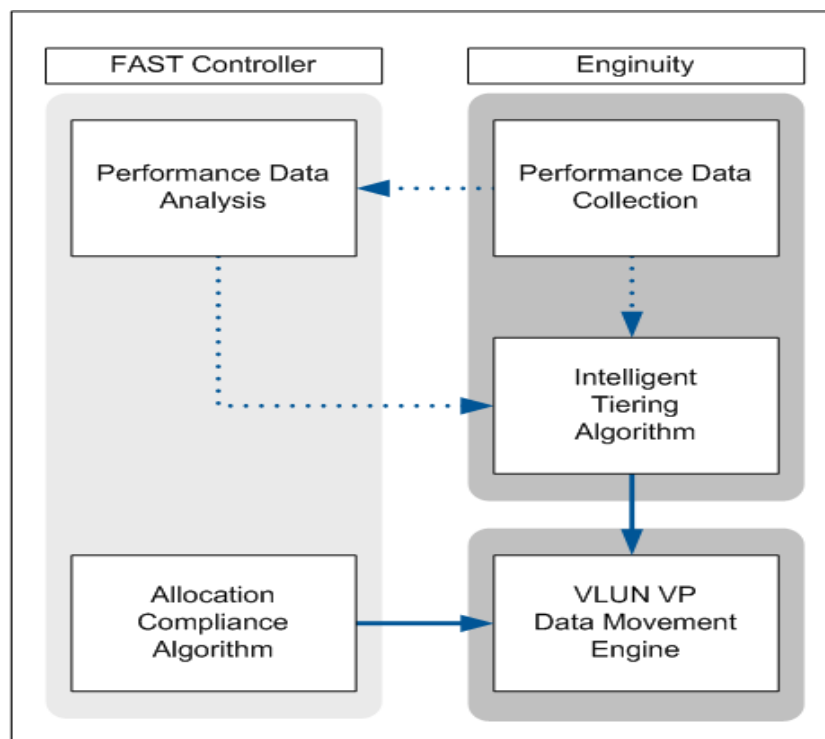 FAST Controller
Enginuity
Performance Data
Analysis
Performance Data
Collection
Intelligent
Tiering
Algorithm
Allocation
Compliance
Algorithm
VLUN VP
Data Movement
Engine